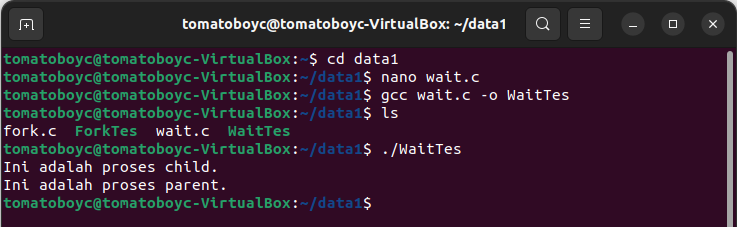 tomatoboyc@tomatoboyc-VirtualBox: ~/data1
tomatoboyc@tomatoboyc-VirtualBox:~$ cd data1
tomatoboyc@tomatoboyc-VirtualBox:~/data1$ nano wait.c
tomatoboyc@tomatoboyc-VirtualBox:~/data1$ gcc wait.c -o WaitTes
tomatoboyc@tomatoboyc-VirtualBox:~/data1$ ls
fork.c  ForkTes  wait.c  WaitTes
tomatoboyc@tomatoboyc-VirtualBox:~/data1$ ./WaitTes
Ini adalah proses child.
Ini adalah proses parent.
tomatoboyc@tomatoboyc-VirtualBox:~/data1$